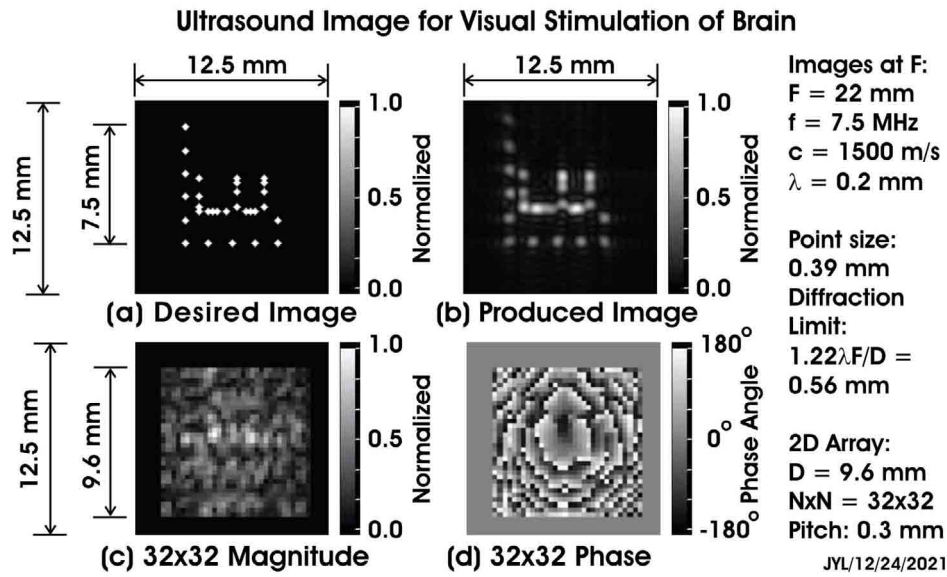 Ultrasound Image for Visual Stimulation of Brain
12.5 mm
12.5 mm
7.5 mm
1.0
0.5
0.0
Normalized
(a) Desired Image
12.5 mm
1.0
0.5
0.0
Normalized
(b) Produced Image
12.5 mm
9.6 mm
1.0
0.5
0.0
Normalized
(c) 32x32 Magnitude
180°
0°
-180°
Phase Angle
(d) 32x32 Phase
Images at F:
F = 22 mm
f = 7.5 MHz
c = 1500 m/s
λ = 0.2 mm
Point size:
0.39 mm
Diffraction
Limit:
1.22λF/D =
0.56 mm
2D Array:
D = 9.6 mm
NxN = 32x32
Pitch: 0.3 mm
JYL/12/24/2021